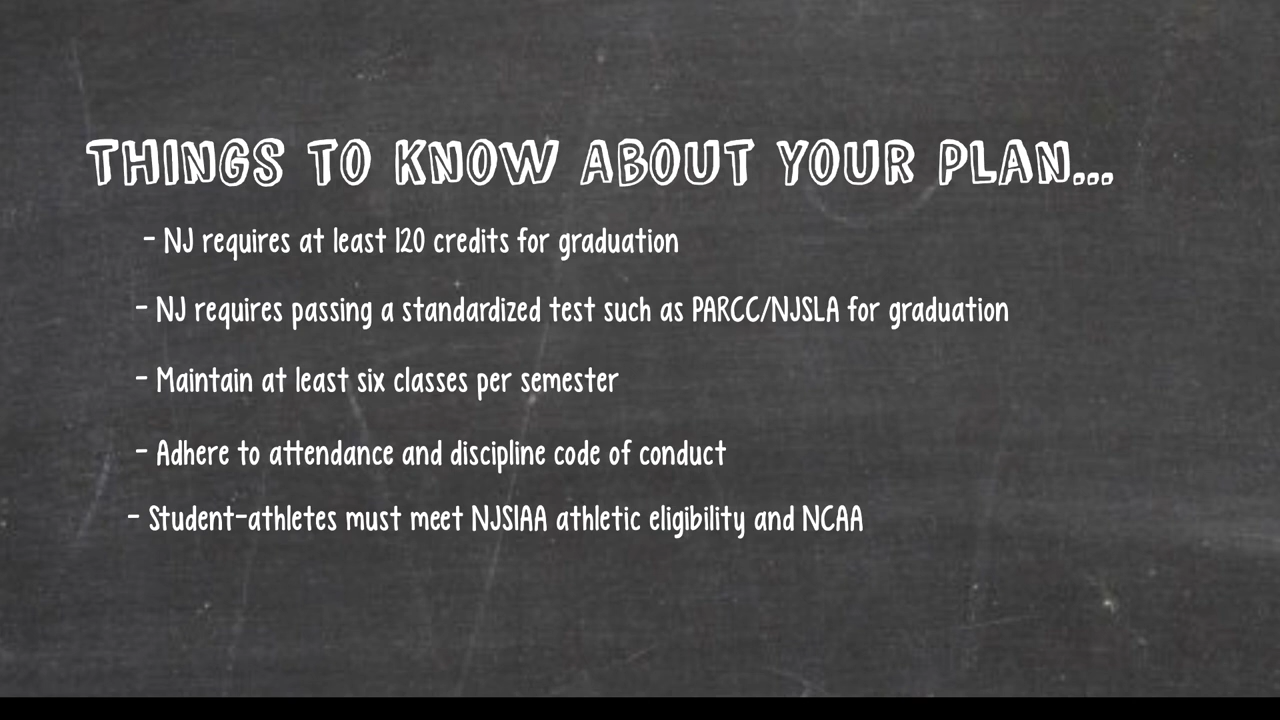 THINGS TO KNOW ABOUT YOUR PLAN...
- NJ requires at least 120 credits for graduation
- NJ requires passing a standardized test such as PARCC/NJSLA for graduation
- Maintain at least six classes per semester
- Adhere to attendance and discipline code of conduct
- Student-athletes must meet NJSIAA athletic eligibility and NCAA